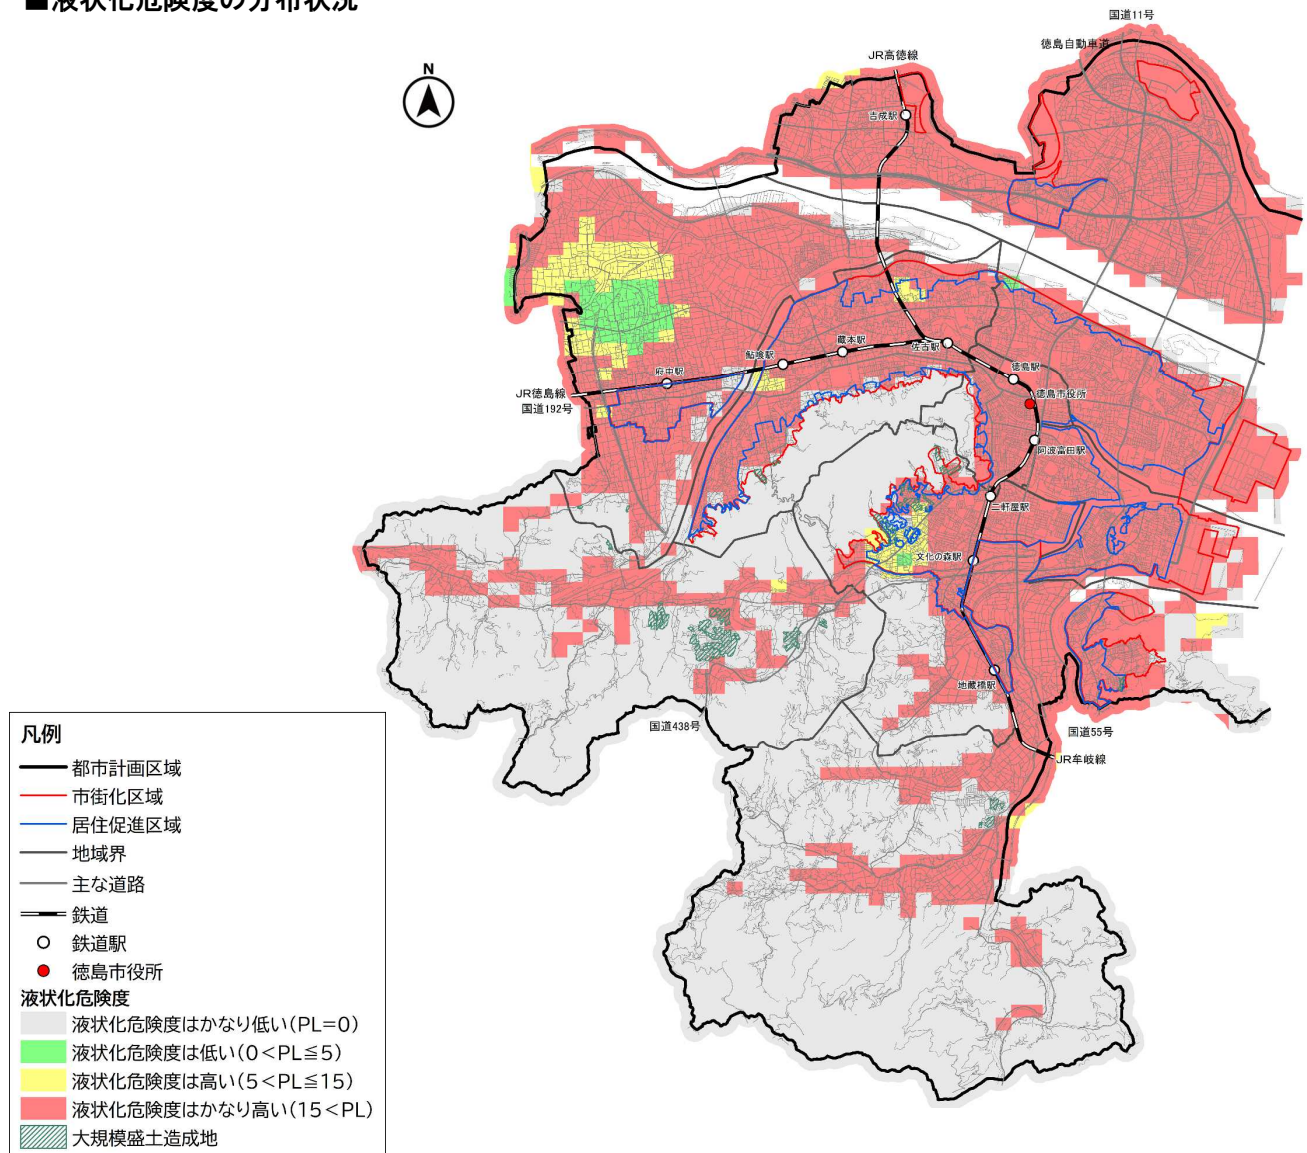 ■液状化危険度の分布状況
国道11号
徳島自動車道
JR高徳線
N
吉成駅
蔵本駅
佐古駅
鮎喰駅
徳島駅
府中駅
JR徳島線
国道192号
徳島市役所
阿波富田駅
二軒屋駅
文化の森駅
地蔵橋駅
国道438号
国道55号
JR牟岐線
凡例
都市計画区域
市街化区域
居住促進区域
地域界
主な道路
鉄道
鉄道駅
徳島市役所
液状化危険度
液状化危険度はかなり低い(PL=0)
液状化危険度は低い(0<PL≦5)
液状化危険度は高い(5<PL≦15)
液状化危険度はかなり高い(15<PL)
大規模盛土造成地